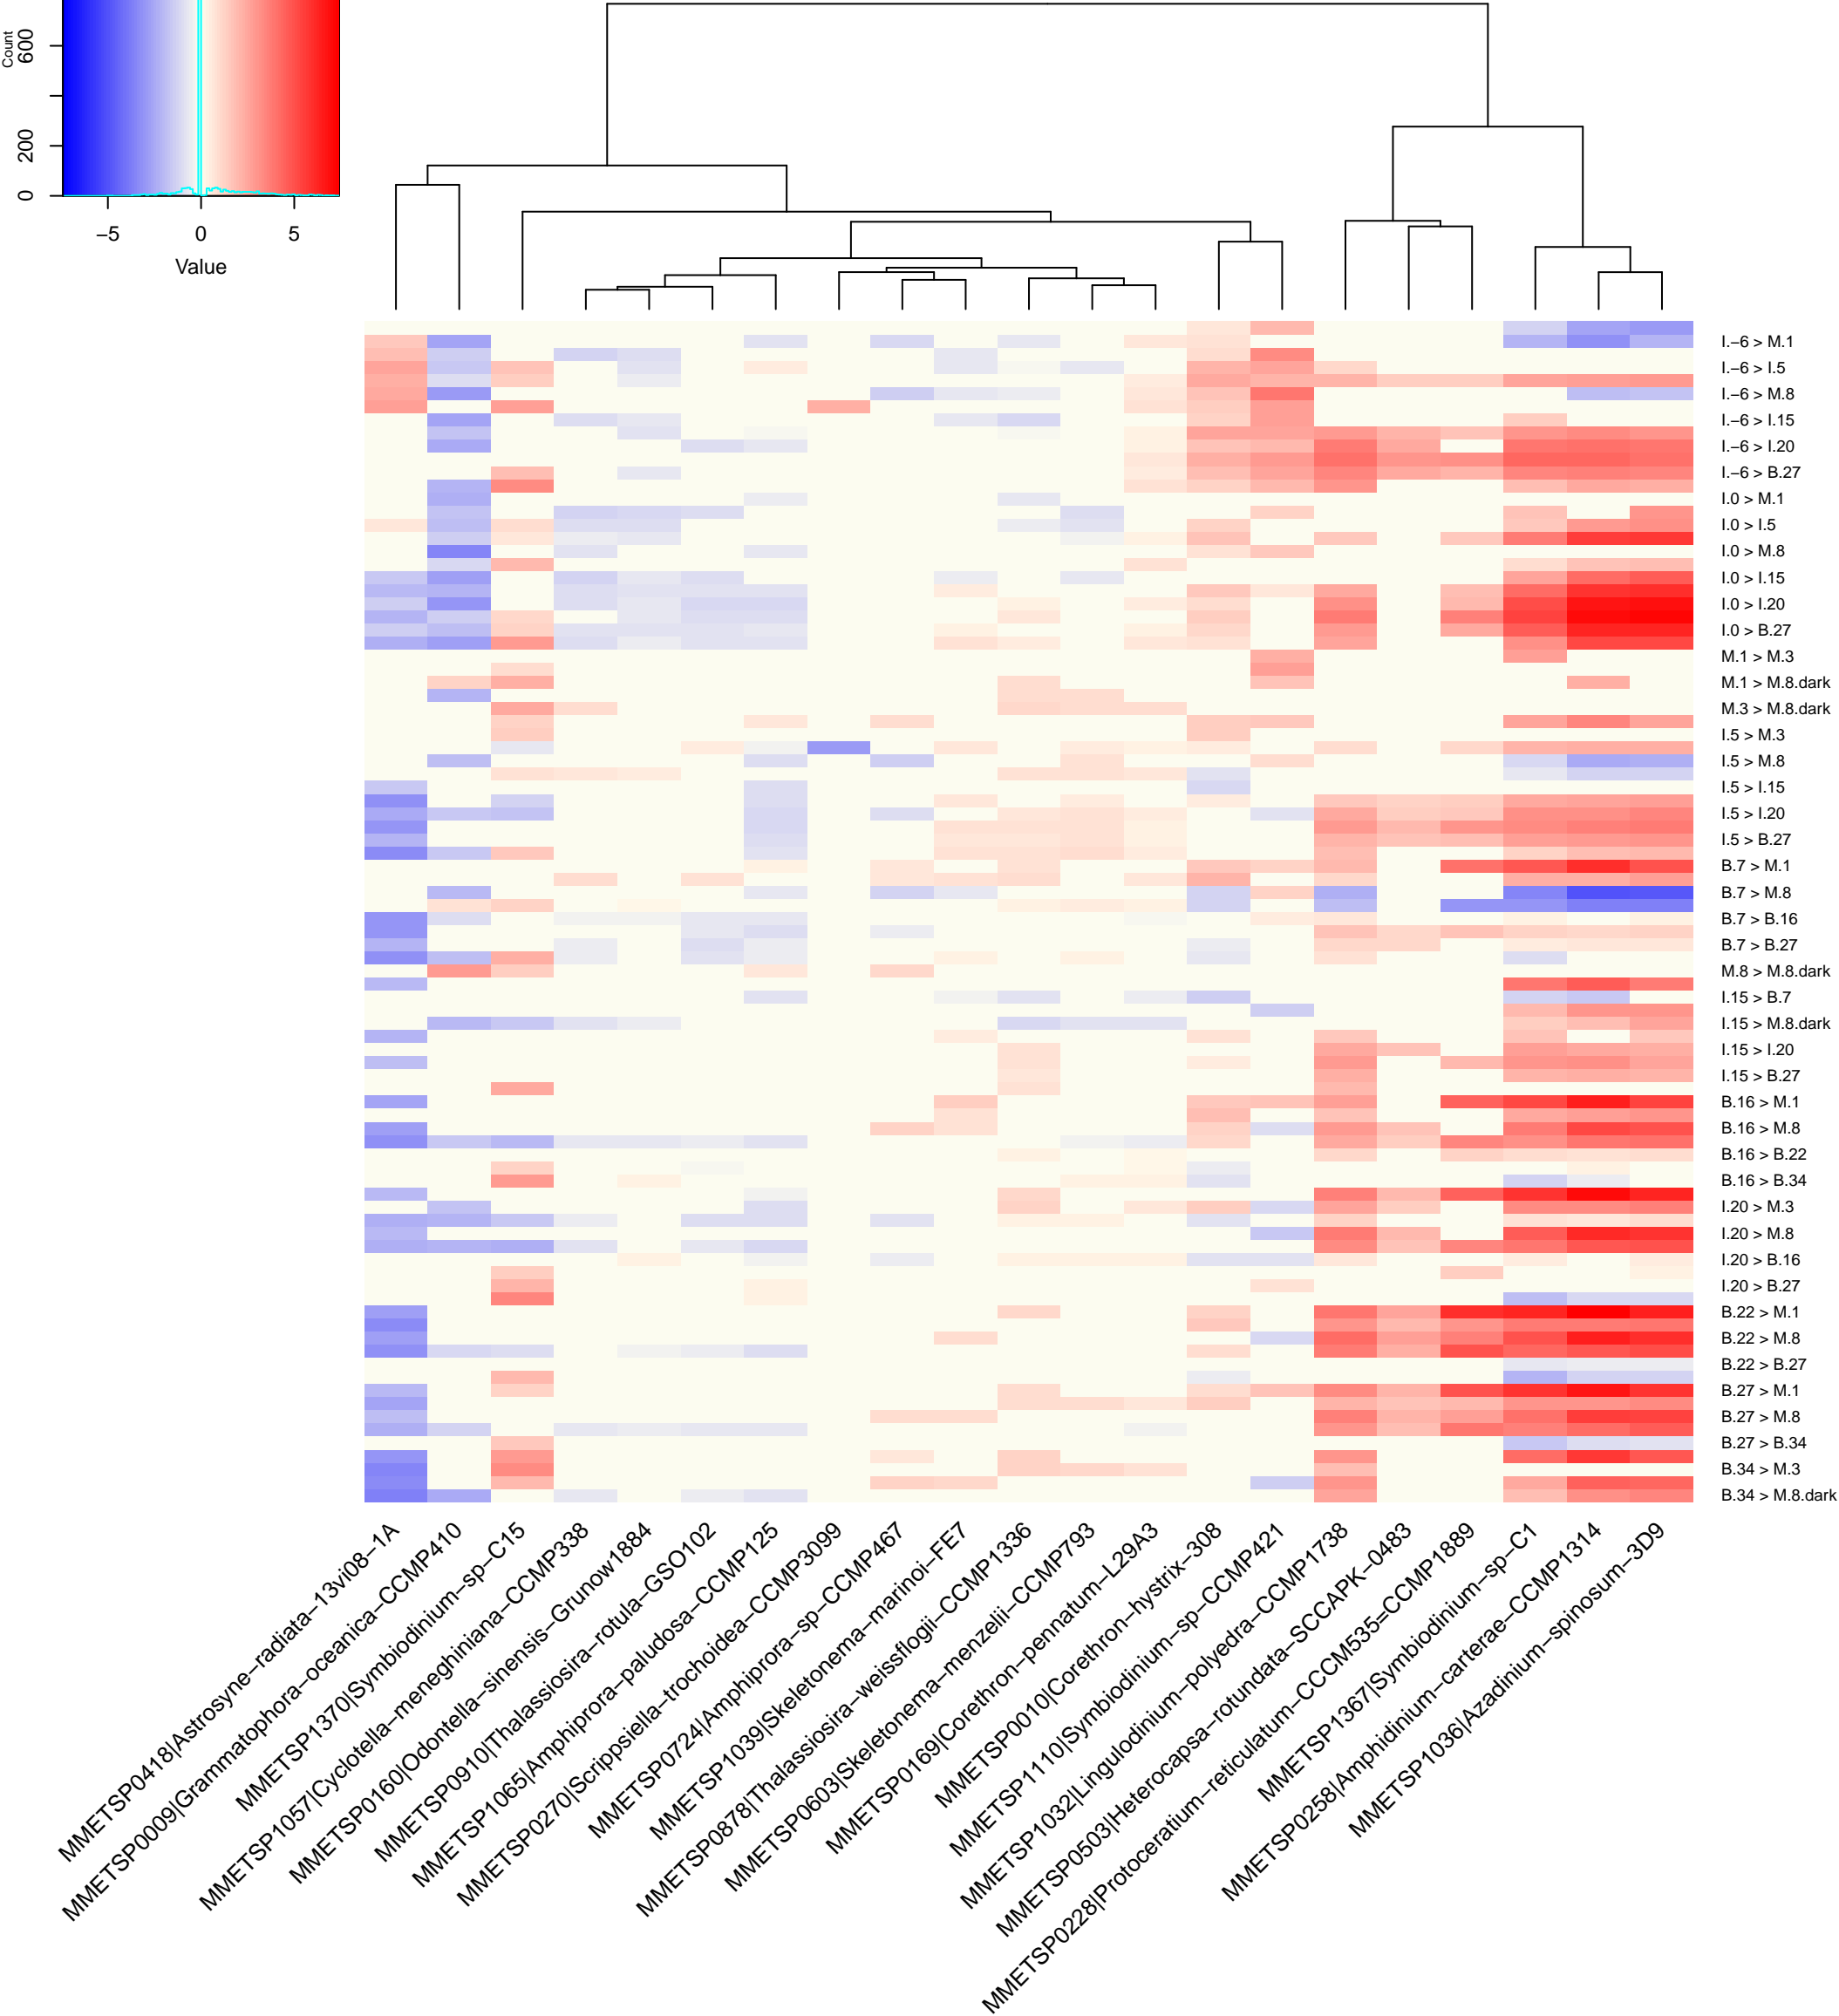 Count
0
200
600
−5
0
5
Value
I.−6 > M.1
I.−6 > I.5
I.−6 > M.8
I.−6 > I.15
I.−6 > I.20
I.−6 > B.27
I.0 > M.1
I.0 > I.5
I.0 > M.8
I.0 > I.15
I.0 > I.20
I.0 > B.27
M.1 > M.3
M.1 > M.8.dark
M.3 > M.8.dark
I.5 > M.3
I.5 > M.8
I.5 > I.15
I.5 > I.20
I.5 > B.27
B.7 > M.1
B.7 > M.8
B.7 > B.16
B.7 > B.27
M.8 > M.8.dark
I.15 > B.7
I.15 > M.8.dark
I.15 > I.20
I.15 > B.27
B.16 > M.1
B.16 > M.8
B.16 > B.22
B.16 > B.34
I.20 > M.3
I.20 > M.8
I.20 > B.16
I.20 > B.27
B.22 > M.1
B.22 > M.8
B.22 > B.27
B.27 > M.1
B.27 > M.8
B.27 > B.34
B.34 > M.3
B.34 > M.8.dark
MMETSP0418|Astrosyne−radiata−13vi08−1A
MMETSP0009|Grammatophora−oceanica−CCMP410
MMETSP1370|Symbiodinium−sp−C15
MMETSP1057|Cyclotella−meneghiniana−CCMP338
MMETSP0160|Odontella−sinensis−Grunow1884
MMETSP0910|Thalassiosira−rotula−GSO102
MMETSP1065|Amphiprora−paludosa−CCMP125
MMETSP0270|Scrippsiella−trochoidea−CCMP3099
MMETSP0724|Amphiprora−sp−CCMP467
MMETSP1039|Skeletonema−marinoi−FE7
MMETSP0878|Thalassiosira−weissflogii−CCMP1336
MMETSP0603|Skeletonema−menzelii−CCMP793
MMETSP0169|Corethron−pennatum−L29A3
MMETSP0010|Corethron−hystrix−308
MMETSP1110|Symbiodinium−sp−CCMP421
MMETSP1032|Lingulodinium−polyedra−CCMP1738
MMETSP0503|Heterocapsa−rotundata−SCCAPK−0483
MMETSP0228|Protoceratium−reticulatum−CCCM535=CCMP1889
MMETSP1367|Symbiodinium−sp−C1
MMETSP0258|Amphidinium−carterae−CCMP1314
MMETSP1036|Azadinium−spinosum−3D9